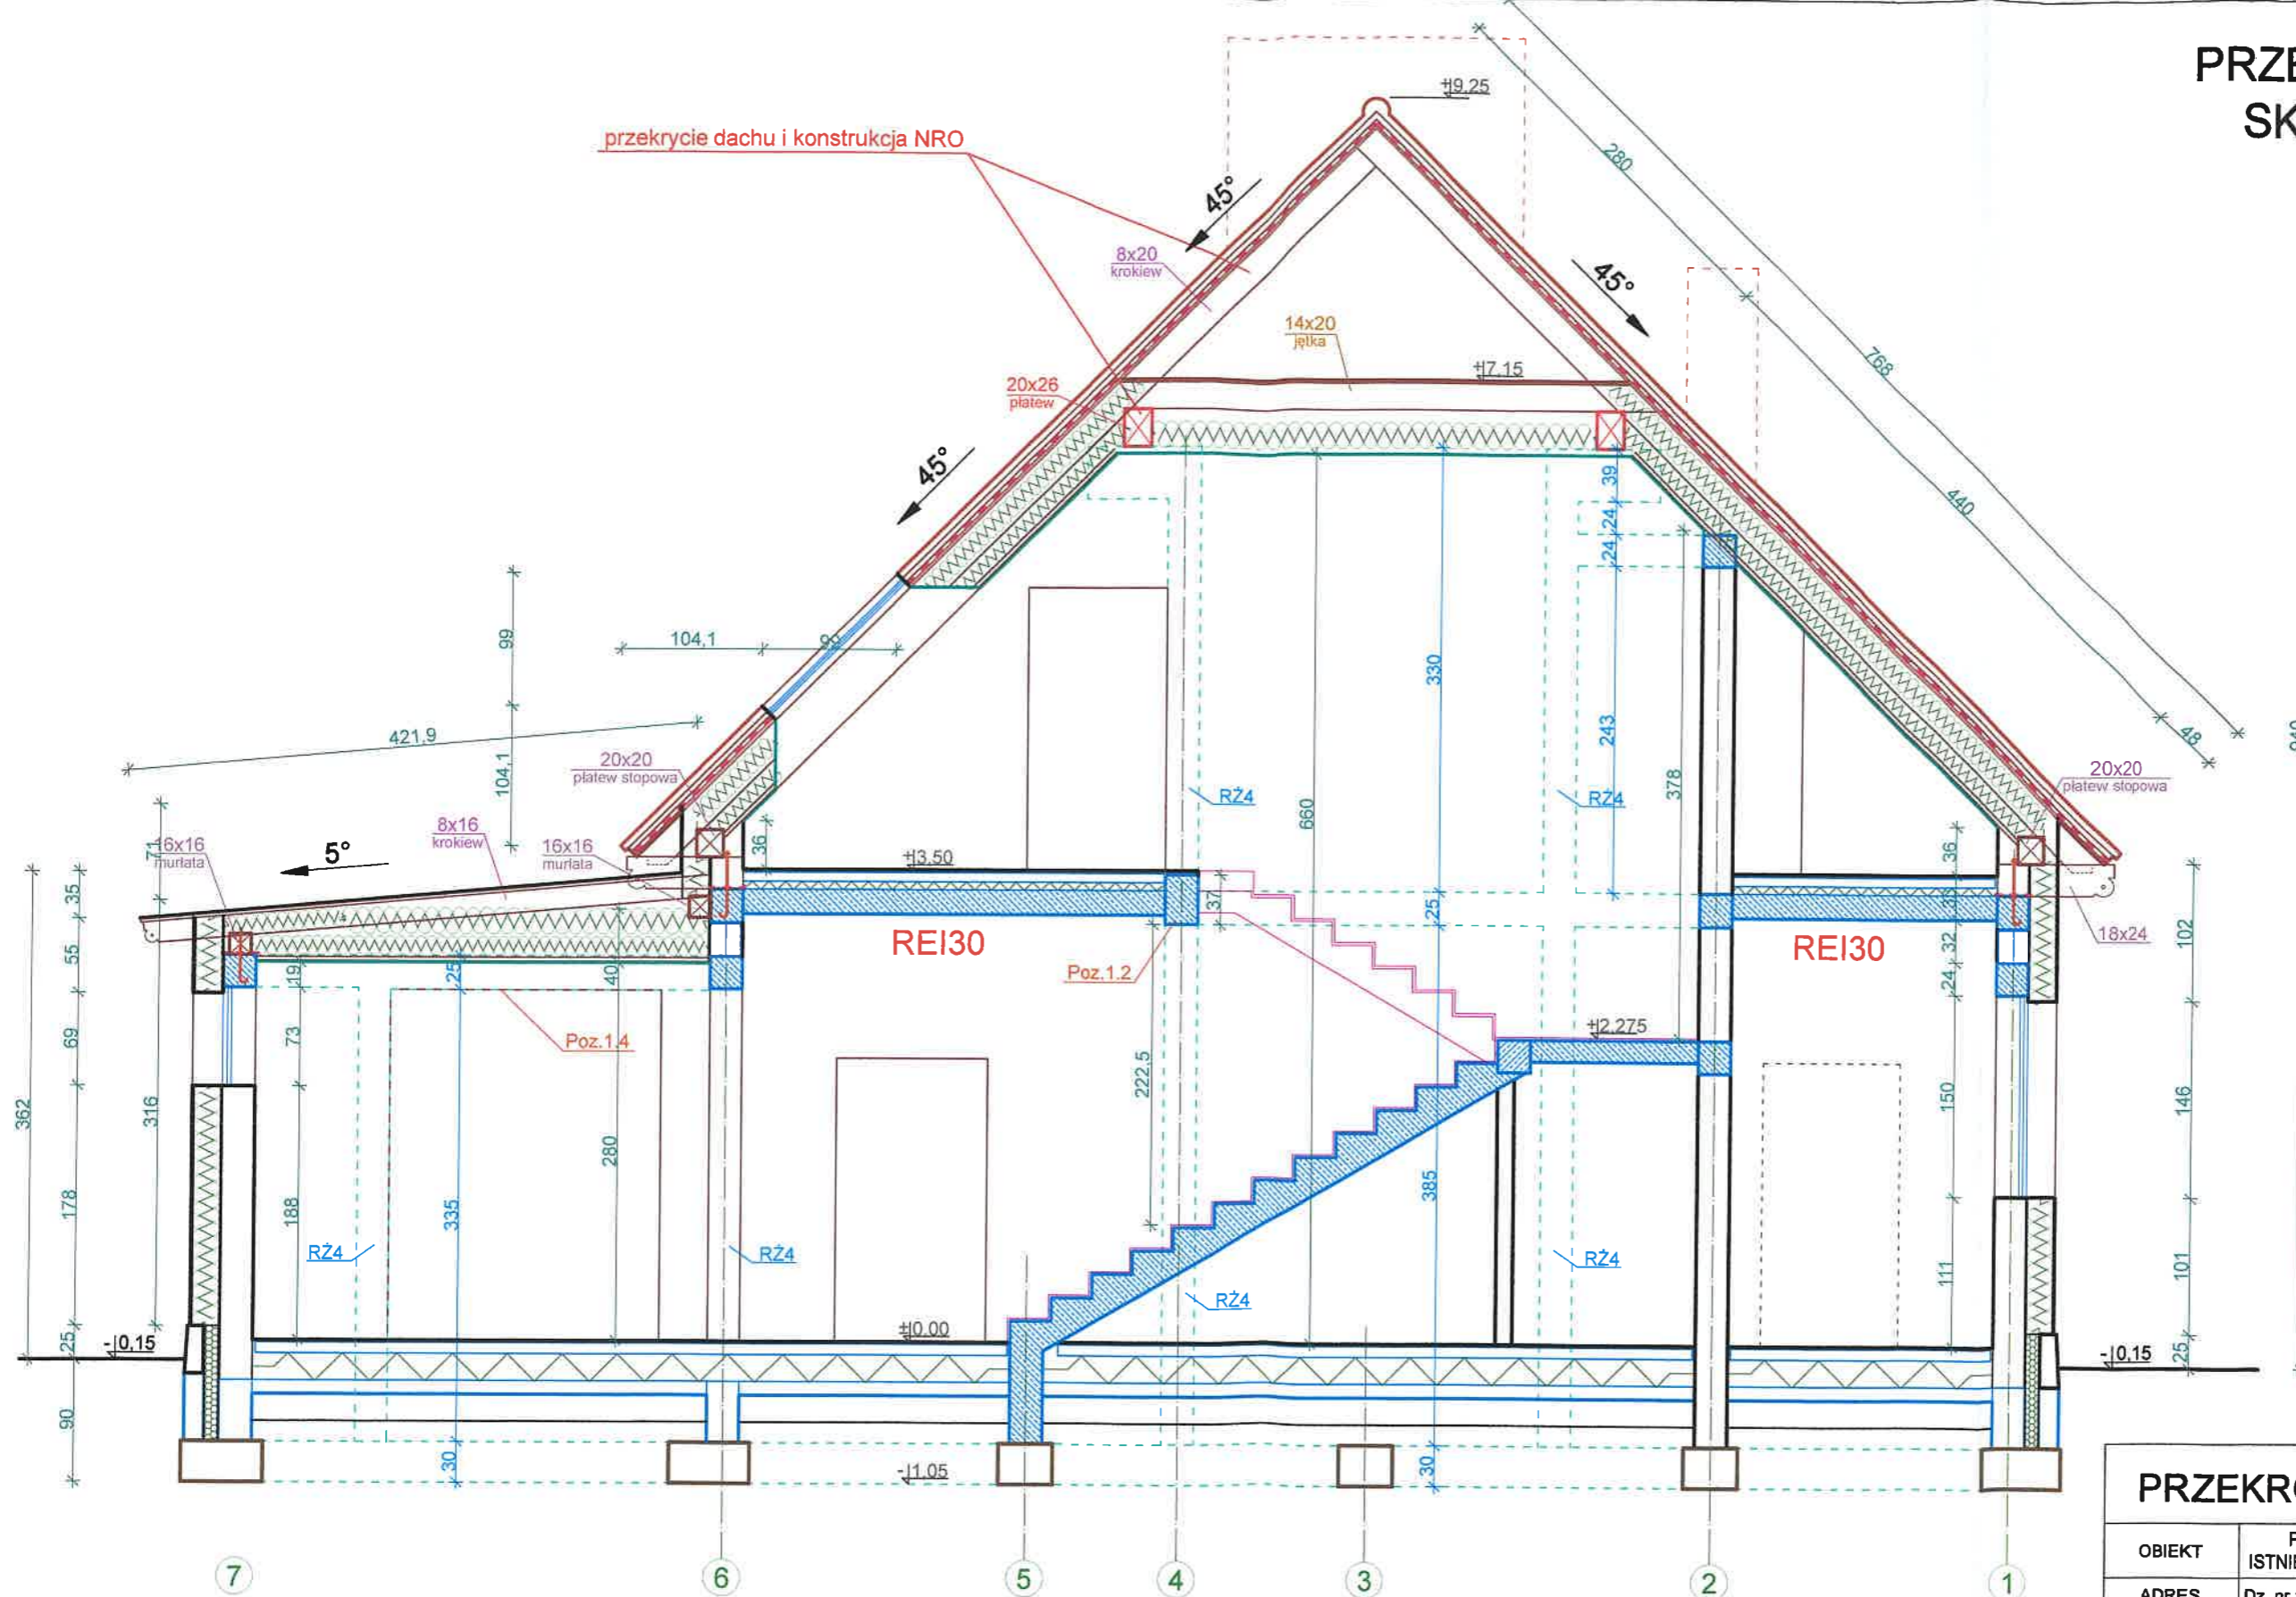 PRZE
SK
+|9.25
przekrycie dachu i konstrukcja NRO
280
45°
8x20
krokiew
45°
14x20
jętka
768
+|7.15
20x26
płatew
45°
39
440
24
24
99
104,1
99
330
243
421,9
48
104,1
20x20
płatew stopowa
378
20x20
płatew stopowa
RŻ4
RŻ4
660
8x16
krokiew
16x16
murłata
5°
71
16x16
murłata
36
+|3.50
36
35
37
25
33
18x24
102
REI30
REI30
32
55
19
25
40
Poz.1.2
24
69
73
Poz.1.4
+|2.275
222,5
362
316
150
146
280
178
188
335
385
RŻ4
RŻ4
RŻ4
RŻ4
111
101
±|0.00
25
-|0,15
-|0,15
25
90
30
-|1.05
30
7
6
5
4
3
2
1
PRZEKRÓ
OBIEKT
ISTNIE
ADRES
Dz. nr